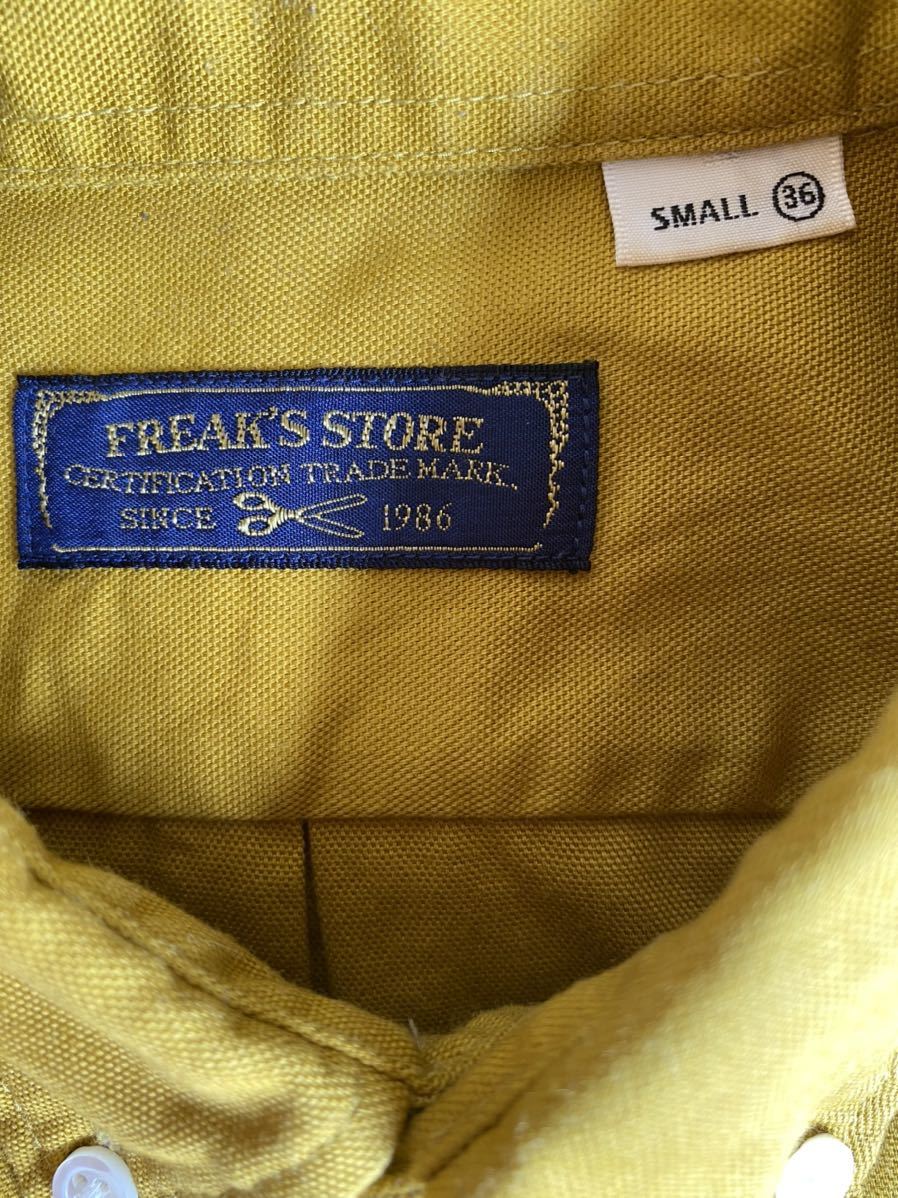 SMALL 36
FREAK'S STORE
CERTIFICATION TRADE MARK.
SINCE 1986